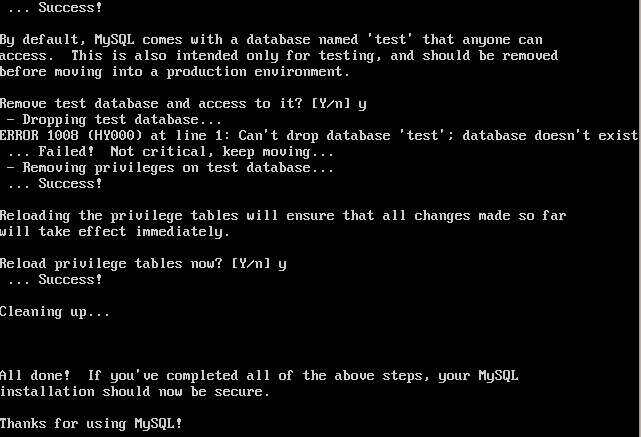 ... Success!
By default, MySQL comes with a database named 'test' that anyone can
access.  This is also intended only for testing, and should be removed
before moving into a production environment.
Remove test database and access to it? [Y/n] y
 - Dropping test database...
ERROR 1008 (HY000) at line 1: Can't drop database 'test'; database doesn't exist
 ... Failed!  Not critical, keep moving...
 - Removing privileges on test database...
 ... Success!
Reloading the privilege tables will ensure that all changes made so far
will take effect immediately.
Reload privilege tables now? [Y/n] y
 ... Success!
Cleaning up...
All done!  If you've completed all of the above steps, your MySQL
installation should now be secure.
Thanks for using MySQL!